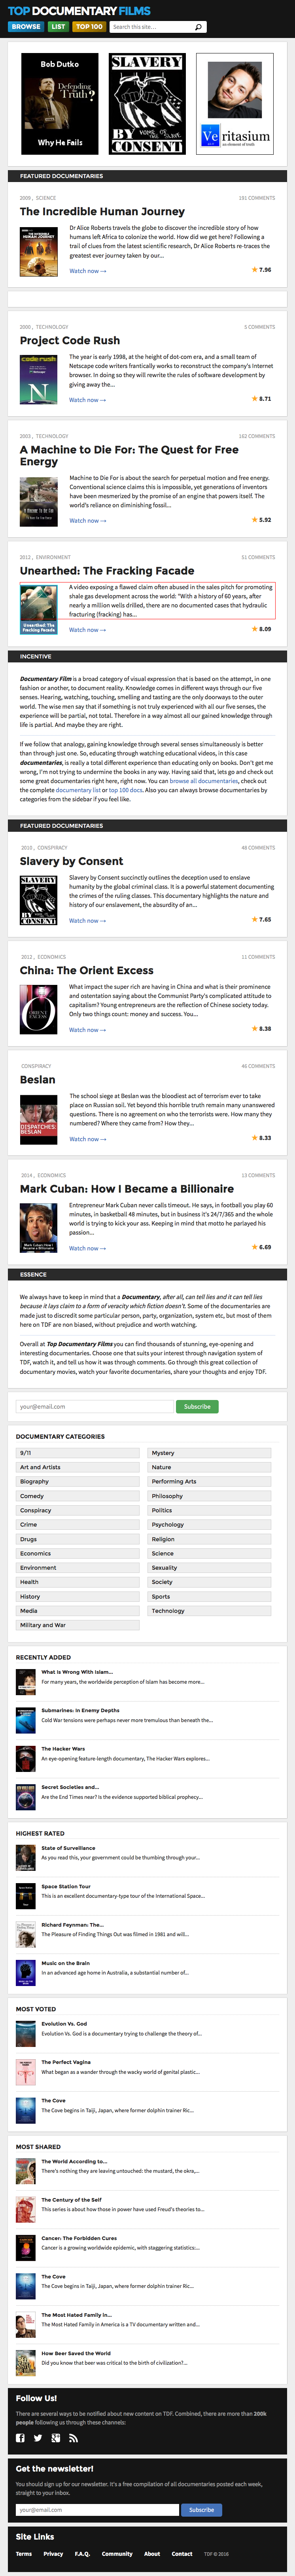 TOP DOCUMENTARY FILMS
BROWSE LIST TOP 100 Search this site...
Bob Dutko
Defending Truth?
Why He Fails
SLAVERY
BY CONSENT
Veritasium
an element of truth
FEATURED DOCUMENTARIES
2009, SCIENCE 191 COMMENTS
The Incredible Human Journey
Dr Alice Roberts travels the globe to discover the incredible story of how
humans left Africa to colonize the world. How did we get here? Following a
trail of clues from the latest scientific research, Dr Alice Roberts re-traces the
greatest ever journey taken by our...
Watch now → 7.96
2000, TECHNOLOGY 5 COMMENTS
Project Code Rush
The year is early 1998, at the height of dot-com era, and a small team of
Netscape code writers frantically works to reconstruct the company's Internet
browser. In doing so they will rewrite the rules of software development by
giving away the...
Watch now → 8.71
2003, TECHNOLOGY 162 COMMENTS
A Machine to Die For: The Quest for Free
Energy
Machine to Die For is about the search for perpetual motion and free energy.
Conventional science claims this is impossible, yet generations of inventors
have been mesmerized by the promise of an engine that powers itself. The
world's reliance on diminishing fossil...
Watch now → 5.92
2012, ENVIRONMENT 51 COMMENTS
Unearthed: The Fracking Facade
A video exposing a flawed claim often abused in the sales pitch for promoting
shale gas development across the world: "With a history of 60 years, after
nearly a million wells drilled, there are no documented cases that hydraulic
fracturing (fracking) has...
Unearthed: The
Fracking Facade
Watch now → 8.09
INCENTIVE
Documentary Film is a broad category of visual expression that is based on the attempt, in one
fashion or another, to document reality. Knowledge comes in different ways through our five
senses. Hearing, watching, touching, smelling and tasting are the only doorways to the outer
world. The wise men say that if something is not truly experienced with all our five senses, the
experience will be partial, not total. Therefore in a way almost all our gained knowledge through
life is partial. And maybe they are right.
If we follow that analogy, gaining knowledge through several senses simultaneously is better
than through just one. So, educating through watching educational videos, in this case
documentaries, is really a total different experience than educating only across books. Don't get
wrong, I'm not trying to undermine the books in any way. Having said that, lets go and check out
some great documentaries right here, right now. You can browse all documentaries, check out
the complete documentary list or top 100 docs. Also you can always browse documentaries by
categories from the sidebar if you feel like.
FEATURED DOCUMENTARIES
2010, CONSPIRACY 48 COMMENTS
Slavery by Consent
Slavery by Consent succinctly outlines the deception used to enslave
humanity by the global criminal class. It is a powerful statement documenting
the crimes of the ruling classes. This documentary highlights the nature and
history of our enslavement, the absurdity of an...
Watch now → 7.65
2012, ECONOMICS 11 COMMENTS
China: The Orient Excess
What impact the super rich are having in China and what is their prominence
and ostentation saying about the Communist Party's complicated attitude to
capitalism? Young entrepreneurs are the reflection of Chinese society today.
Only two things count: money and success. You...
Watch now → 8.38
CONSPIRACY 46 COMMENTS
Beslan
The school siege at Beslan was the bloodiest act of terrorism ever to take
place on Russian soil. Yet beyond this horrible truth remain many unanswered
questions. There is no agreement on who the terrorists were. How many they
numbered? Where they came from? How they...
DISPATCHES:
BESLAN
Watch now → 8.33
2014, ECONOMICS 13 COMMENTS
Mark Cuban: How I Became a Billionaire
Entrepreneur Mark Cuban never calls timeout. He says, in football you play 60
minutes, in basketball 48 minutes, but in business it's 24/7/365 and the whole
world is trying to kick your ass. Keeping in mind that motto he parlayed his
passion...
Watch now → 6.69
ESSENCE
We always have to keep in mind that a Documentary, after all, can tell lies and it can tell lies
because it lays claim to a form of veracity which fiction doesn't. Some of the documentaries are
made just to discredit some particular person, party, organization, system etc, but most of them
here on TDF are non biased, without prejudice and worth watching.
Overall at Top Documentary Films you can find thousands of stunning, eye-opening and
interesting documentaries. Choose one that suits your interest through navigation system of
TDF, watch it, and tell us how it was through comments. Go through this great collection of
documentary movies, watch your favorite documentaries, share your thoughts and enjoy TDF.
your@email.com Subscribe
DOCUMENTARY CATEGORIES
9/11 Mystery
Art and Artists Nature
Biography Performing Arts
Comedy Philosophy
Conspiracy Politics
Crime Psychology
Drugs Religion
Economics Science
Environment Sexuality
Health Society
History Sports
Media Technology
Military and War
RECENTLY ADDED
What Is Wrong With Islam...
For many years, the worldwide perception of Islam has become more...
Submarines: In Enemy Depths
Cold War tensions were perhaps never more tremulous than beneath the...
The Hacker Wars
An eye-opening feature-length documentary, The Hacker Wars explores...
Secret Societies and...
Are the End Times near? Is the evidence supported biblical prophecy...
HIGHEST RATED
State of Surveillance
As you read this, your government could be thumbing through your...
Space Station Tour
This is an excellent documentary-type tour of the International Space...
Richard Feynman: The...
The Pleasure of Finding Things Out was filmed in 1981 and will...
Music on the Brain
In an advanced age home in Australia, a substantial number of...
MOST VOTED
Evolution Vs. God
Evolution Vs. God is a documentary trying to challenge the theory of...
The Perfect Vagina
What began as a wander through the wacky world of genital plastic...
The Cove
The Cove begins in Taiji, Japan, where former dolphin trainer Ric...
MOST SHARED
The World According to...
There's nothing they are leaving untouched: the mustard, the okra,...
The Century of the Self
This series is about how those in power have used Freud's theories to...
Cancer: The Forbidden Cures
Cancer is a growing worldwide epidemic, with staggering statistics:...
The Cove
The Cove begins in Taiji, Japan, where former dolphin trainer Ric...
The Most Hated Family in...
The Most Hated Family in America is a TV documentary written and...
How Beer Saved the World
Did you know that beer was critical to the birth of civilization?...
Follow Us!
There are several ways to be notified about new content on TDF. Combined, there are more than 200k
people following us through these channels:
Get the newsletter!
You should sign up for our newsletter. It's a free compilation of all documentaries posted each week,
straight to your inbox.
your@email.com Subscribe
Site Links
Terms Privacy F.A.Q. Community About Contact TDF © 2016